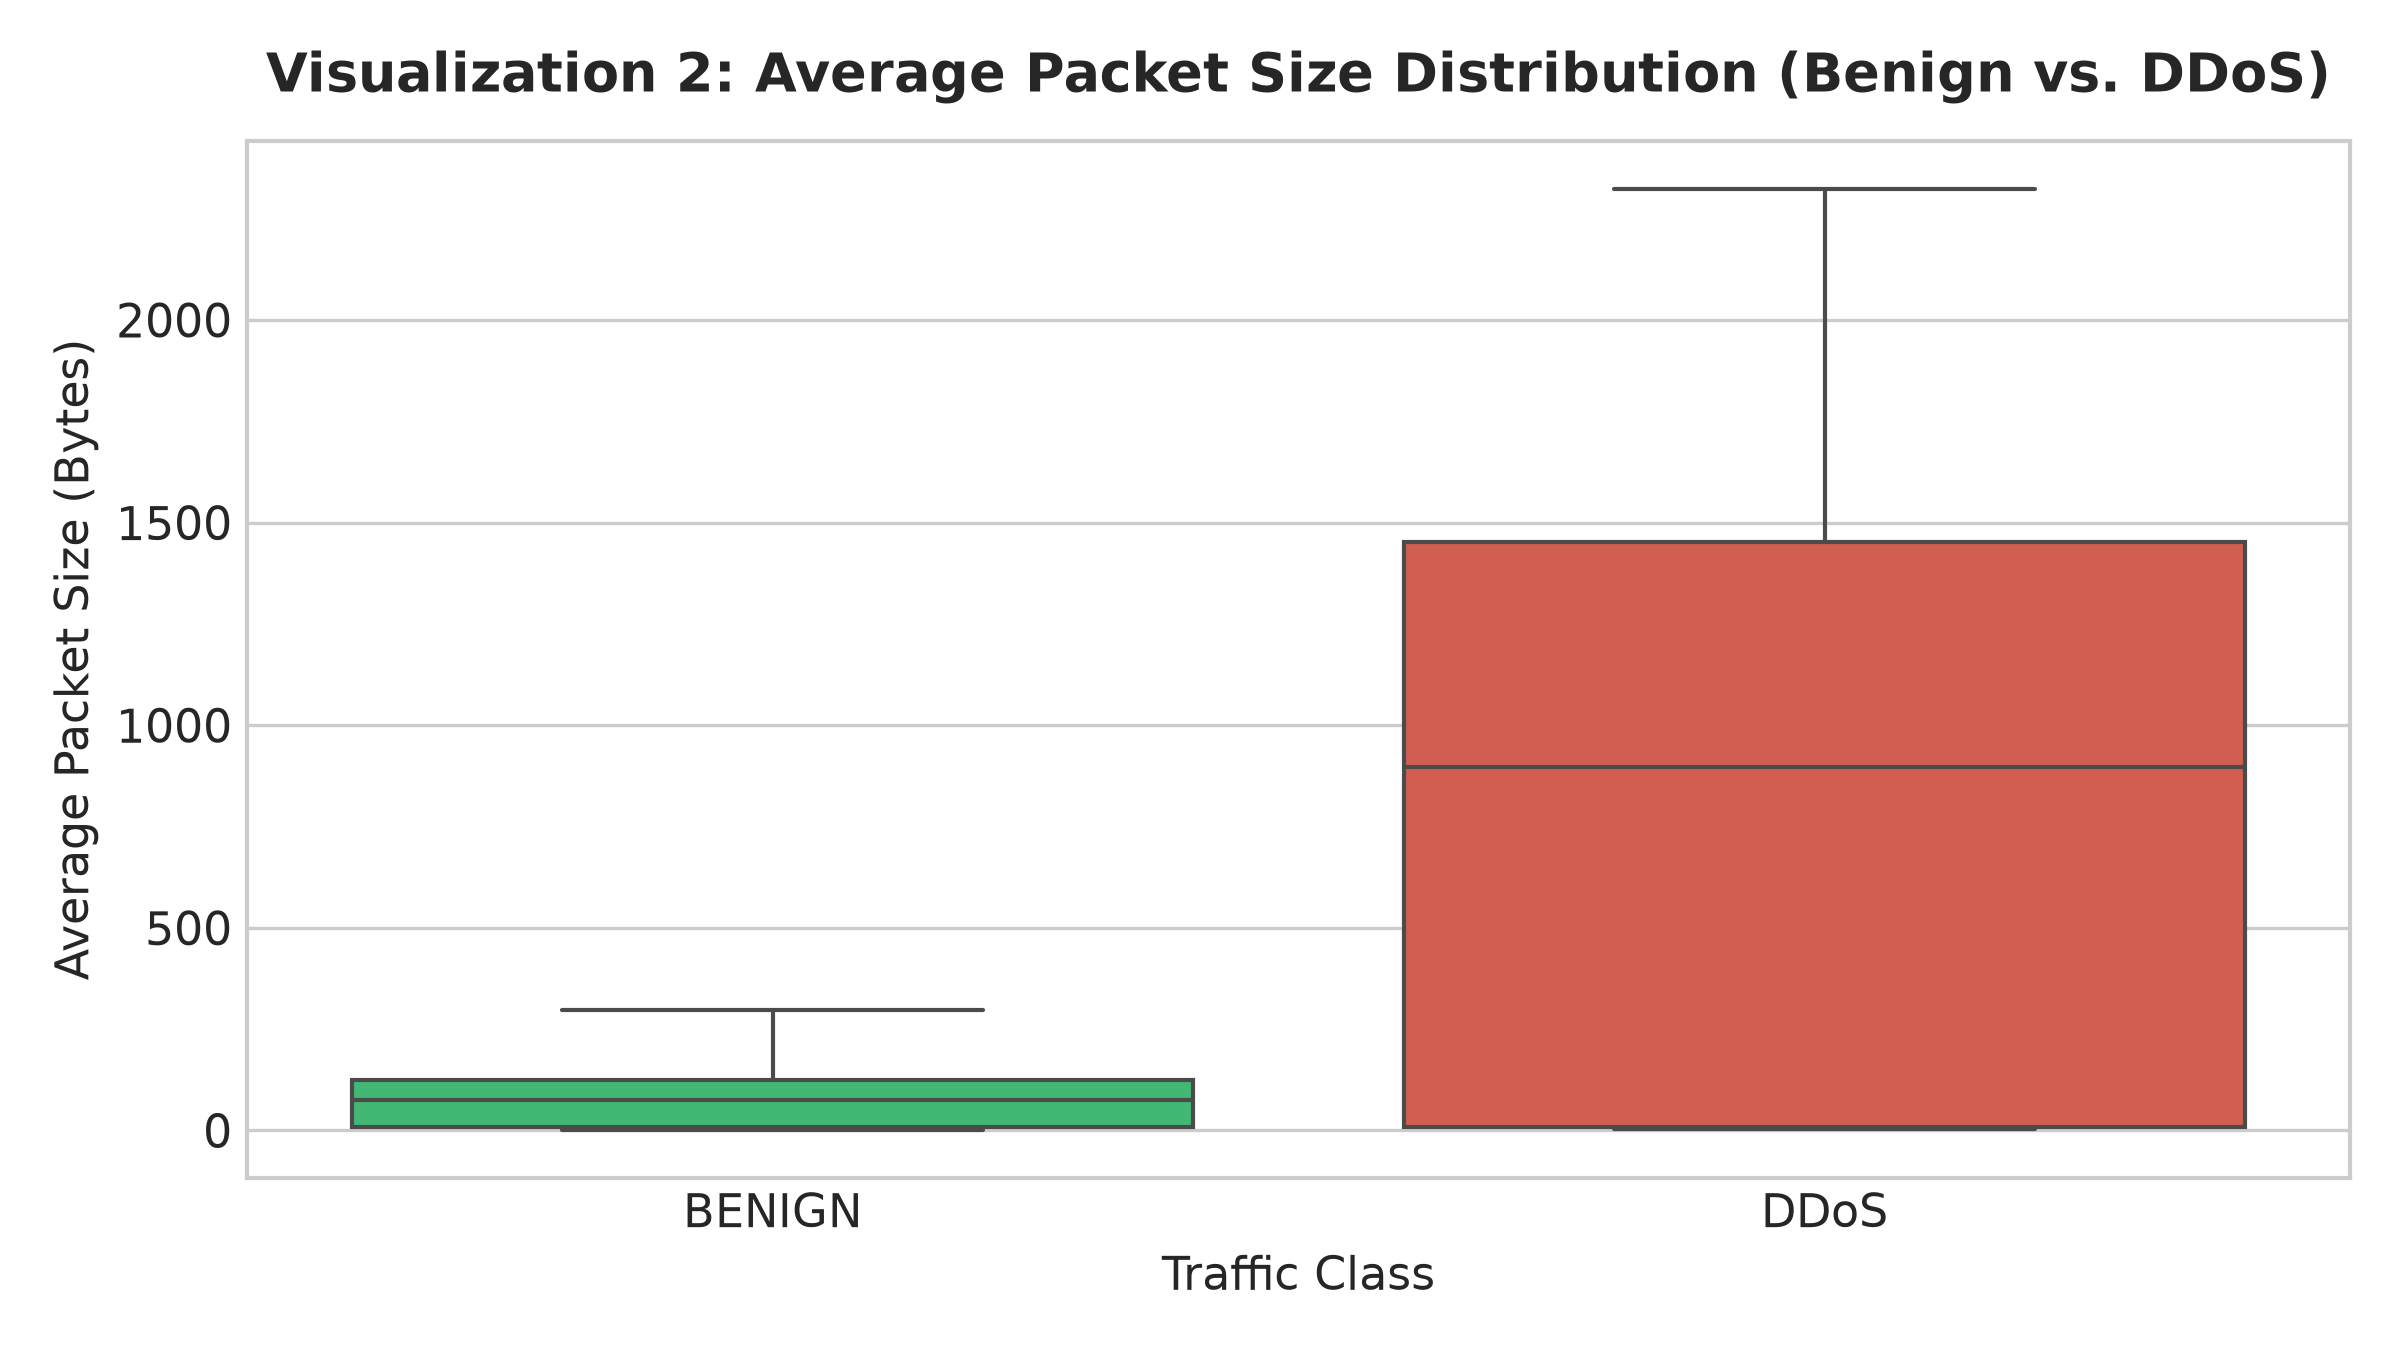 Visualization 2: Average Packet Size Distribution (Benign vs. DDoS)
Average Packet Size (Bytes)
2000
1500
1000
500
0
BENIGN
DDoS
Traffic Class